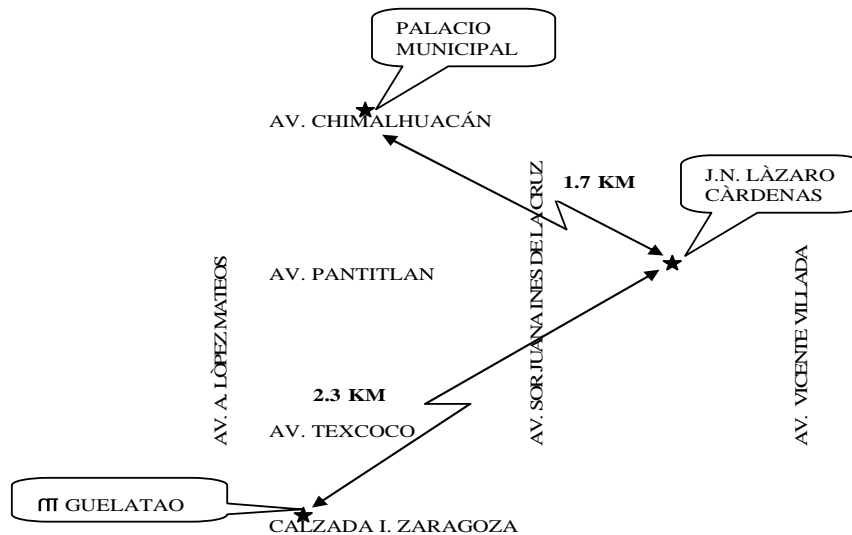 PALACIO
MUNICIPAL
AV. CHIMALHUACÁN
1.7 KM
J.N. LÀZARO
CÀRDENAS
AV. SOR JUANA INES DE LA CRUZ
AV. A. LÒPEZ MATEOS
AV. PANTITLAN
AV. VICENTE VILLADA
2.3 KM
AV. TEXCOCO
m GUELATAO
CALZADA I. ZARAGOZA